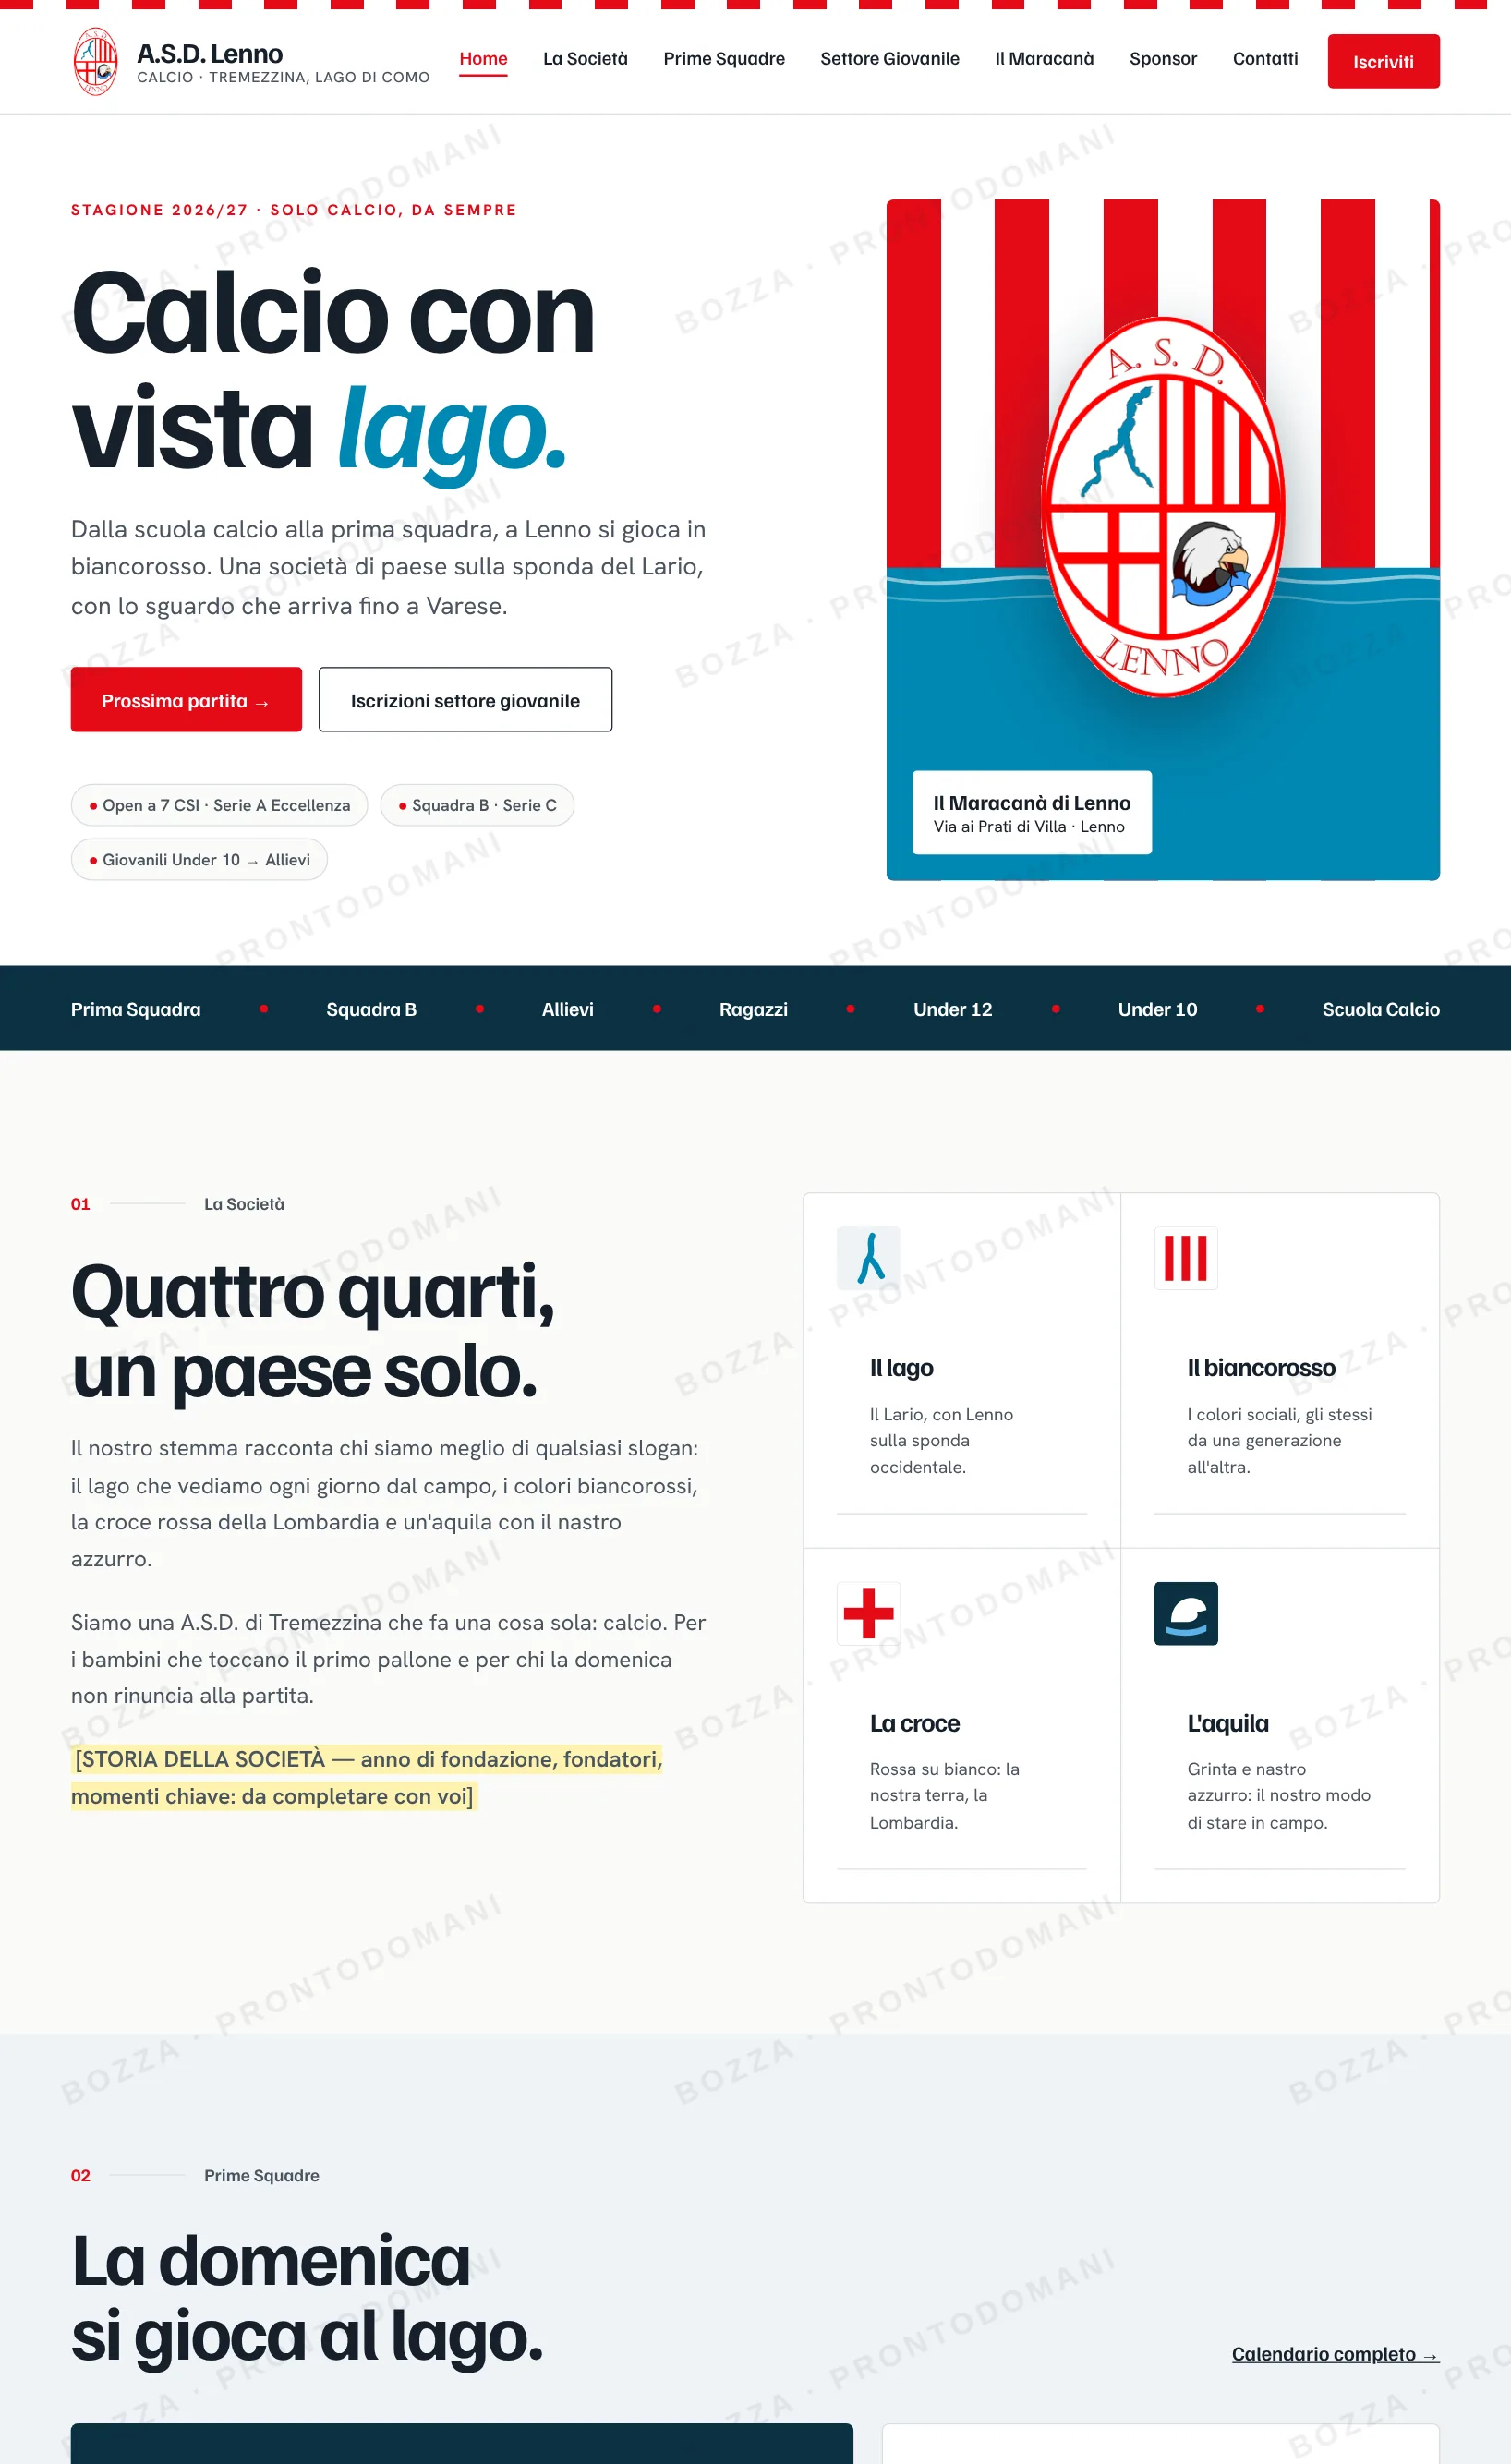 A.S.D. Lenno
CALCIO · TREMEZZINA, LAGO DI COMO
Home
La Società
Prime Squadre
Settore Giovanile
Il Maracanà
Sponsor
Contatti
Iscriviti
STAGIONE 2026/27 · SOLO CALCIO, DA SEMPRE
Calcio con
vista lago.
Dalla scuola calcio alla prima squadra, a Lenno si gioca in
biancorosso. Una società di paese sulla sponda del Lario,
con lo sguardo che arriva fino a Varese.
Prossima partita →
Iscrizioni settore giovanile
Open a 7 CSI · Serie A Eccellenza
Squadra B · Serie C
Giovanili Under 10 → Allievi
A. S. D.
LENNO
Il Maracanà di Lenno
Via ai Prati di Villa · Lenno
Prima Squadra
Squadra B
Allievi
Ragazzi
Under 12
Under 10
Scuola Calcio
01
La Società
Quattro quarti,
un paese solo.
Il nostro stemma racconta chi siamo meglio di qualsiasi slogan:
il lago che vediamo ogni giorno dal campo, i colori biancorossi,
la croce rossa della Lombardia e un'aquila con il nastro
azzurro.
Siamo una A.S.D. di Tremezzina che fa una cosa sola: calcio. Per
i bambini che toccano il primo pallone e per chi la domenica
non rinuncia alla partita.
[STORIA DELLA SOCIETÀ — anno di fondazione, fondatori,
momenti chiave: da completare con voi]
Il lago
Il Lario, con Lenno
sulla sponda
occidentale.
Il biancorosso
I colori sociali, gli stessi
da una generazione
all'altra.
La croce
Rossa su bianco: la
nostra terra, la
Lombardia.
L'aquila
Grinta e nastro
azzurro: il nostro modo
di stare in campo.
02
Prime Squadre
La domenica
si gioca al lago.
Calendario completo →
BOZZA · PRONTODOMANI